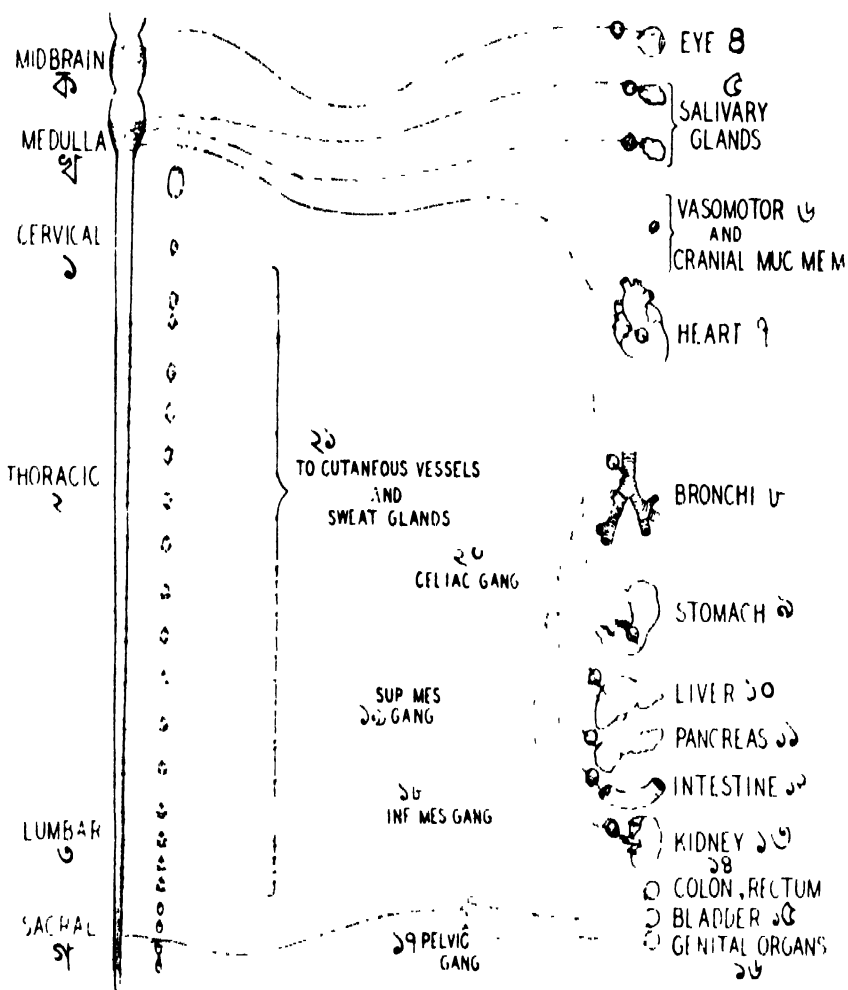 MIDBRAIN
ক
MEDULLA
খ
CERVICAL
১
THORACIC
২
LUMBAR
৩
SACRAL
২১
TO CUTANEOUS VESSELS
AND
SWEAT GLANDS
২০
CELIAC GANG
SUP MES
১৯ GANG
১৮
INF MES GANG
১৭ PELVIC
GANG
EYE ৪
৫
SALIVARY
GLANDS
VASOMOTOR ৬
AND
CRANIAL MUC MEM
HEART ৭
BRONCHI ৮
STOMACH ৯
LIVER ১০
PANCREAS ১১
INTESTINE ১২
KIDNEY ১৩
১৪
COLON, RECTUM
BLADDER ১৫
GENITAL ORGANS
১৬